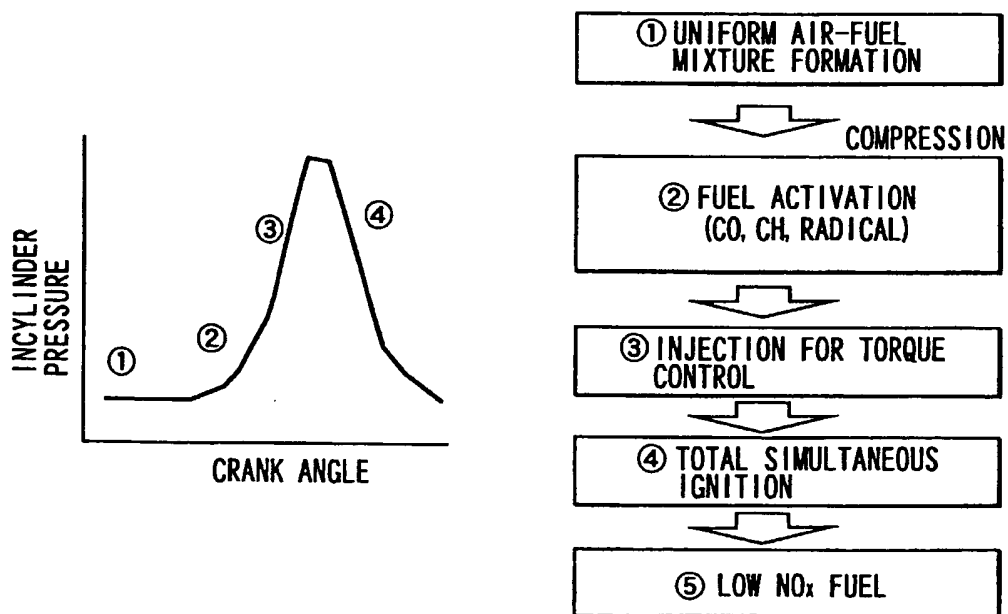 INCYLINDER
PRESSURE
①
②
③
④
CRANK ANGLE
① UNIFORM AIR-FUEL
MIXTURE FORMATION
COMPRESSION
② FUEL ACTIVATION
(CO, CH, RADICAL)
③ INJECTION FOR TORQUE
CONTROL
④ TOTAL SIMULTANEOUS
IGNITION
⑤ LOW NOx FUEL